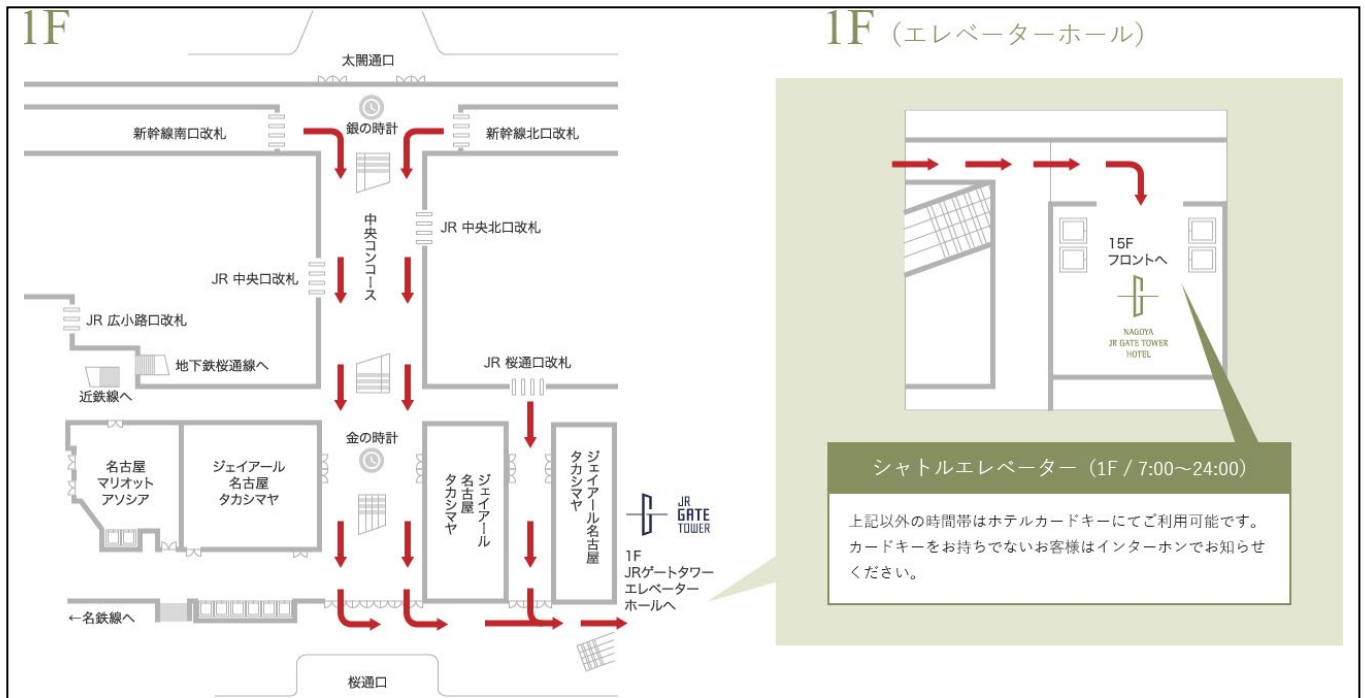 1F
太閤通口
新幹線南口改札
銀の時計
新幹線北口改札
中央コンコース
JR 中央北口改札
JR 中央口改札
JR 広小路口改札
地下鉄桜通線へ
近鉄線へ
JR 桜通口改札
金の時計
名古屋
マリオット
アソシア
ジェイアール
名古屋
タカシマヤ
ジェイアール
名古屋
タカシマヤ
ジェイアール名古屋
タカシマヤ
JR
GATE
TOWER
1F
JRゲートタワー
エレベーター
ホールへ
←名鉄線へ
桜通口
1F (エレベーターホール)
15F
フロントへ
NAGOYA
JR GATE TOWER
HOTEL
シャトルエレベーター (1F / 7:00~24:00)
上記以外の時間帯はホテルカードキーにてご利用可能です。
カードキーをお持ちでないお客様はインターホンでお知らせ
ください。